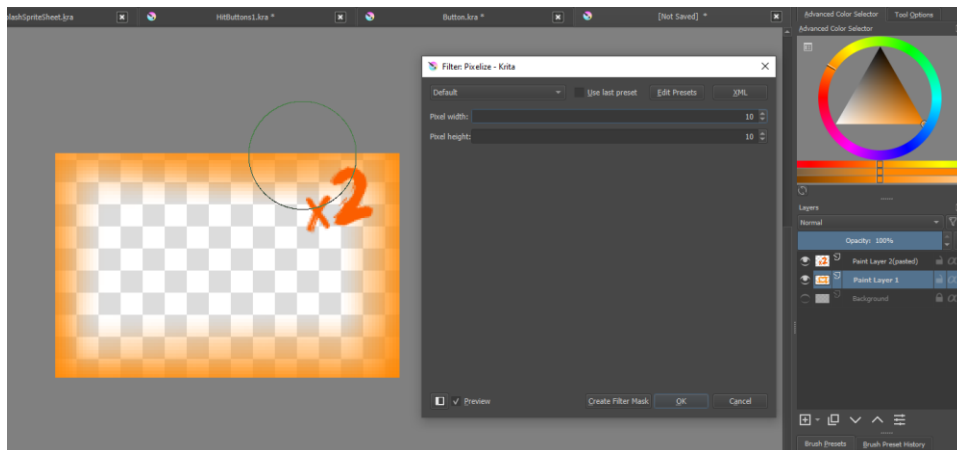 plashSpriteSheet.kra
HitButtons1.kra *
Button.kra *
[Not Saved] *
Advanced Color Selector
Tool Options
Advanced Color Selector
Filter: Pixelize - Krita
Default
Use last preset
Edit Presets
XML
Pixel width:
10
Pixel height:
10
x2
Layers
Normal
Opacity: 100%
Paint Layer 2(pasted)
Paint Layer 1
Background
Preview
Create Filter Mask
OK
Cancel
Brush Presets
Brush Preset History